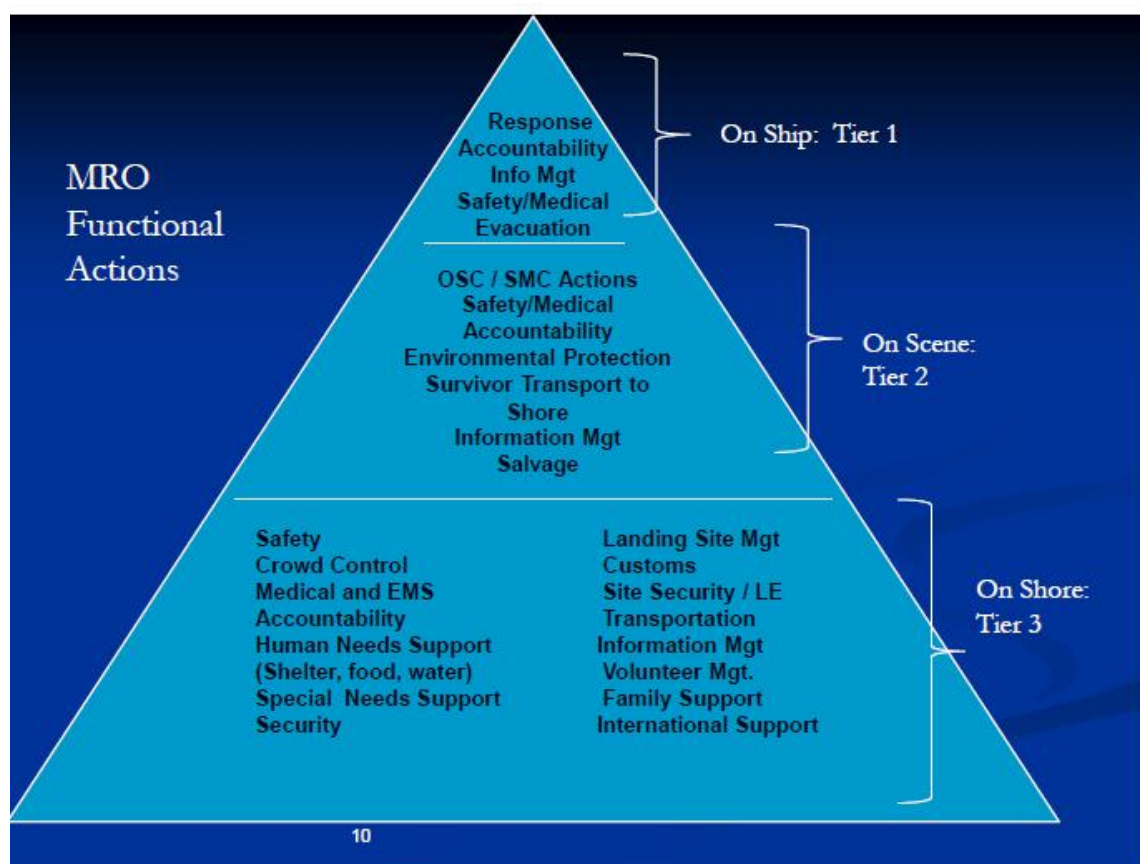 MRO
Functional
Actions
Response
Accountability
Info Mgt
Safety/Medical
Evacuation
On Ship: Tier 1
OSC / SMC Actions
Safety/Medical
Accountability
Environmental Protection
Survivor Transport to
Shore
Information Mgt
Salvage
On Scene:
Tier 2
Safety
Crowd Control
Medical and EMS
Accountability
Human Needs Support
(Shelter, food, water)
Special Needs Support
Security
Landing Site Mgt
Customs
Site Security / LE
Transportation
Information Mgt
Volunteer Mgt.
Family Support
International Support
On Shore:
Tier 3
10